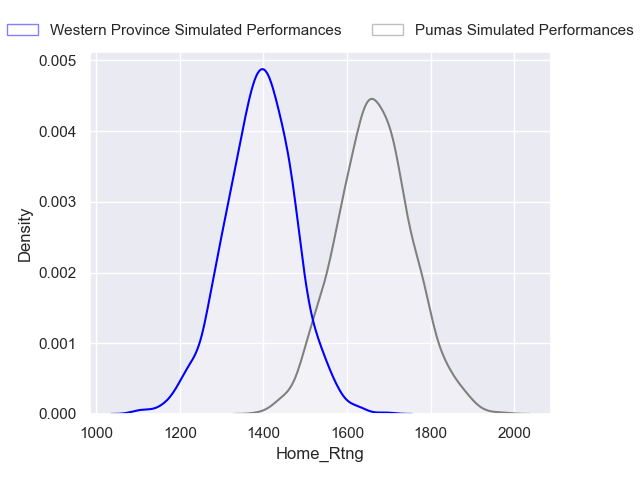 Western Province Simulated Performances
Pumas Simulated Performances
0.005
0.004
0.003
0.002
0.001
0.000
Density
1000 1200 1400 1600 1800 2000
Home_Rtng